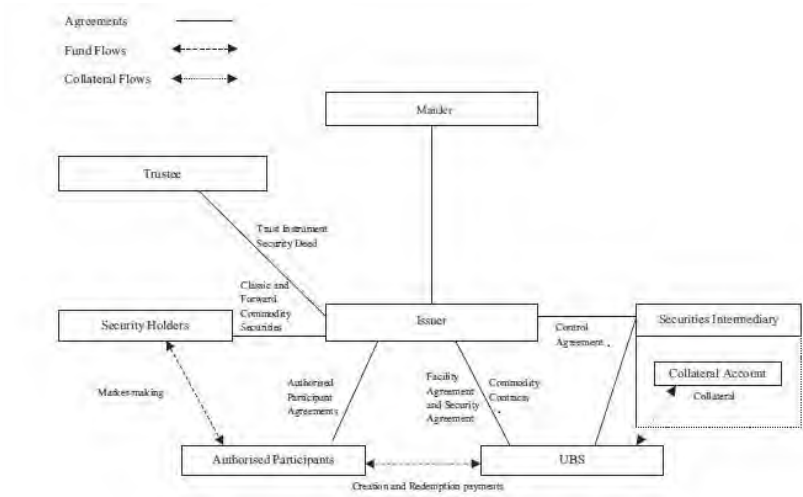 Agreements
Fund Flows
Collateral Flows
Manler
Trustee
Trust Instrument
Security Deed
Classic and
Forward
Commodity
Securities
Security Holders
Issuer
Control
Agreement
Securities Intermediary
Collateral Account
Collateral
Market-making
Authorised
Participant
Agreements
Facility
Agreement
and Security
Agreement
Commodity
Contracts
Authorised Participants
UBS
Creation and Redemption payments